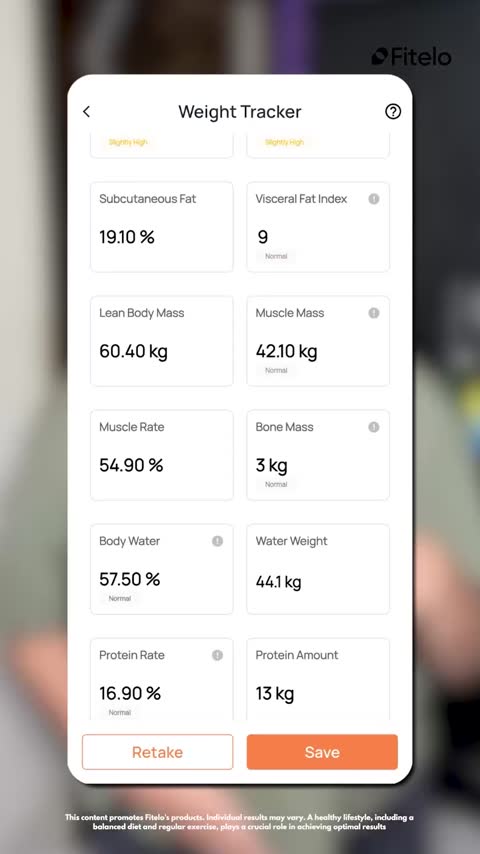 Fitelo
Weight Tracker
Slightly High
Slightly High
Subcutaneous Fat
19.10 %
Visceral Fat Index
9
Normal
Lean Body Mass
60.40 kg
Muscle Mass
42.10 kg
Normal
Muscle Rate
54.90 %
Bone Mass
3 kg
Normal
Body Water
57.50 %
Normal
Water Weight
44.1 kg
Protein Rate
16.90 %
Normal
Protein Amount
13 kg
Retake
Save
This content promotes Fitelo's products. Individual results may vary. A healthy lifestyle, including a
balanced diet and regular exercise, plays a crucial role in achieving optimal results